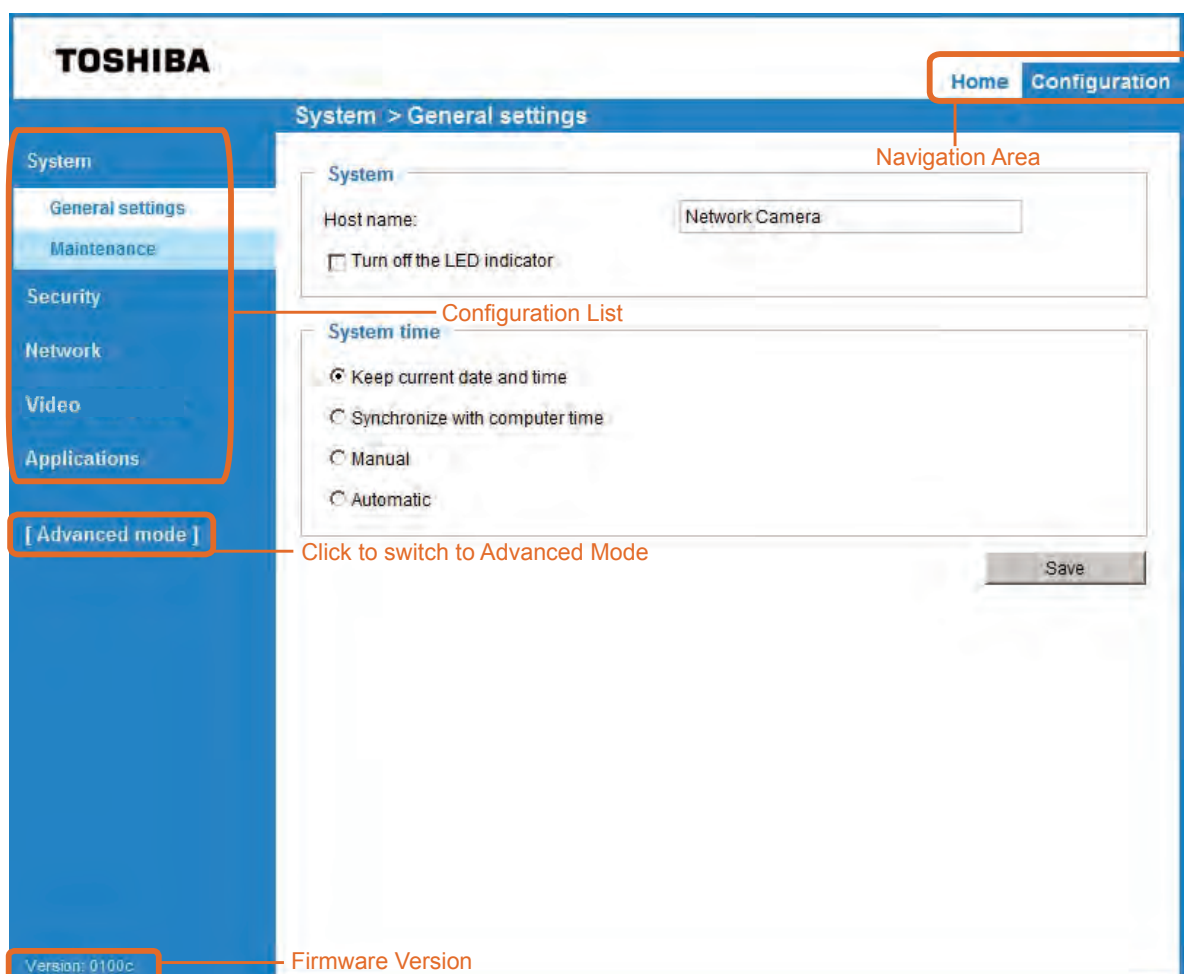 TOSHIBA
Home Configuration
System > General settings
Navigation Area
System
General settings
Maintenance
Security
Network
Video
Applications
[ Advanced mode ]
Version: 0100c
System
Host name: Network Camera
Turn off the LED indicator
Configuration List
System time
Keep current date and time
Synchronize with computer time
Manual
Automatic
Click to switch to Advanced Mode
Save
Firmware Version